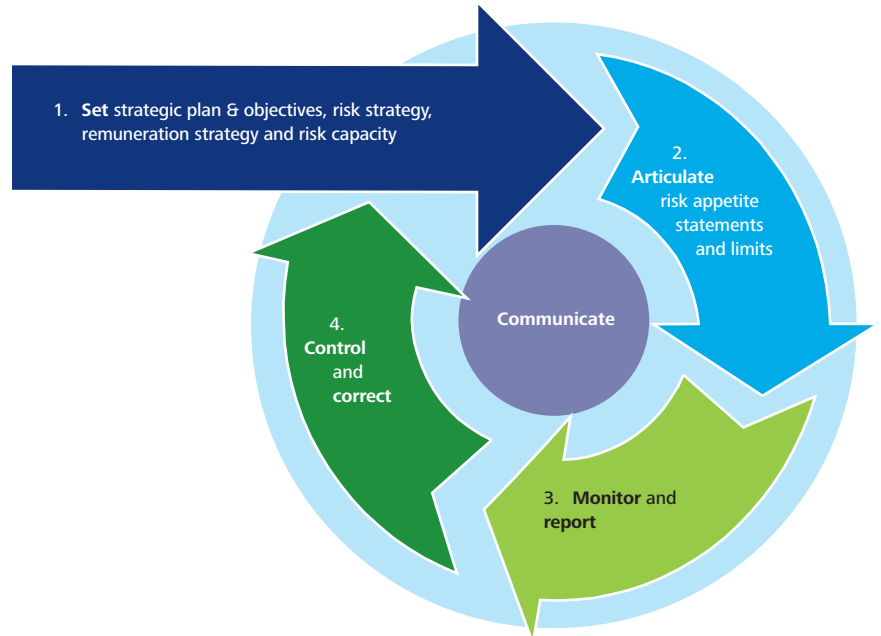 1. Set strategic plan & objectives, risk strategy,
remuneration strategy and risk capacity
2.
Articulate
risk appetite
statements
and limits
Communicate
3. Monitor and
report
4.
Control
and
correct